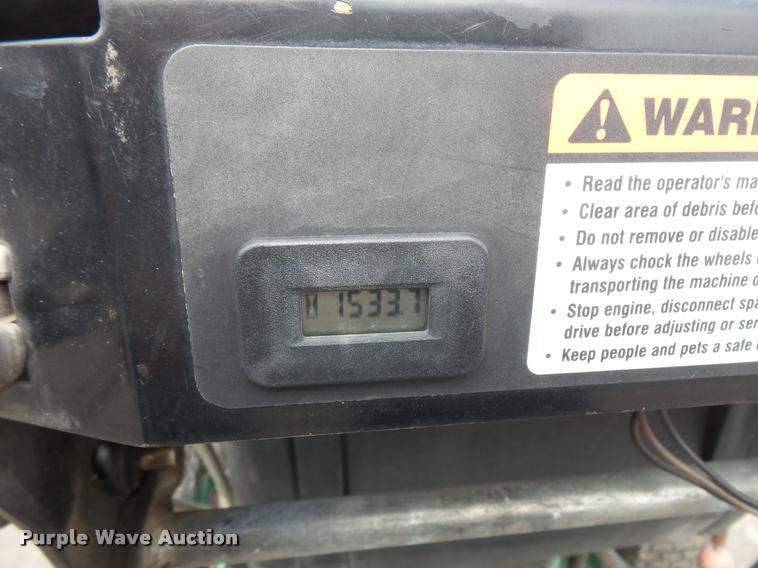 1533.7
WAR
• Read the operator's ma
• Clear area of debris bef
• Do not remove or disable
• Always chock the wheels
transporting the machine
• Stop engine, disconnect spa
drive before adjusting or ser
• Keep people and pets a safe
Purple Wave Auction